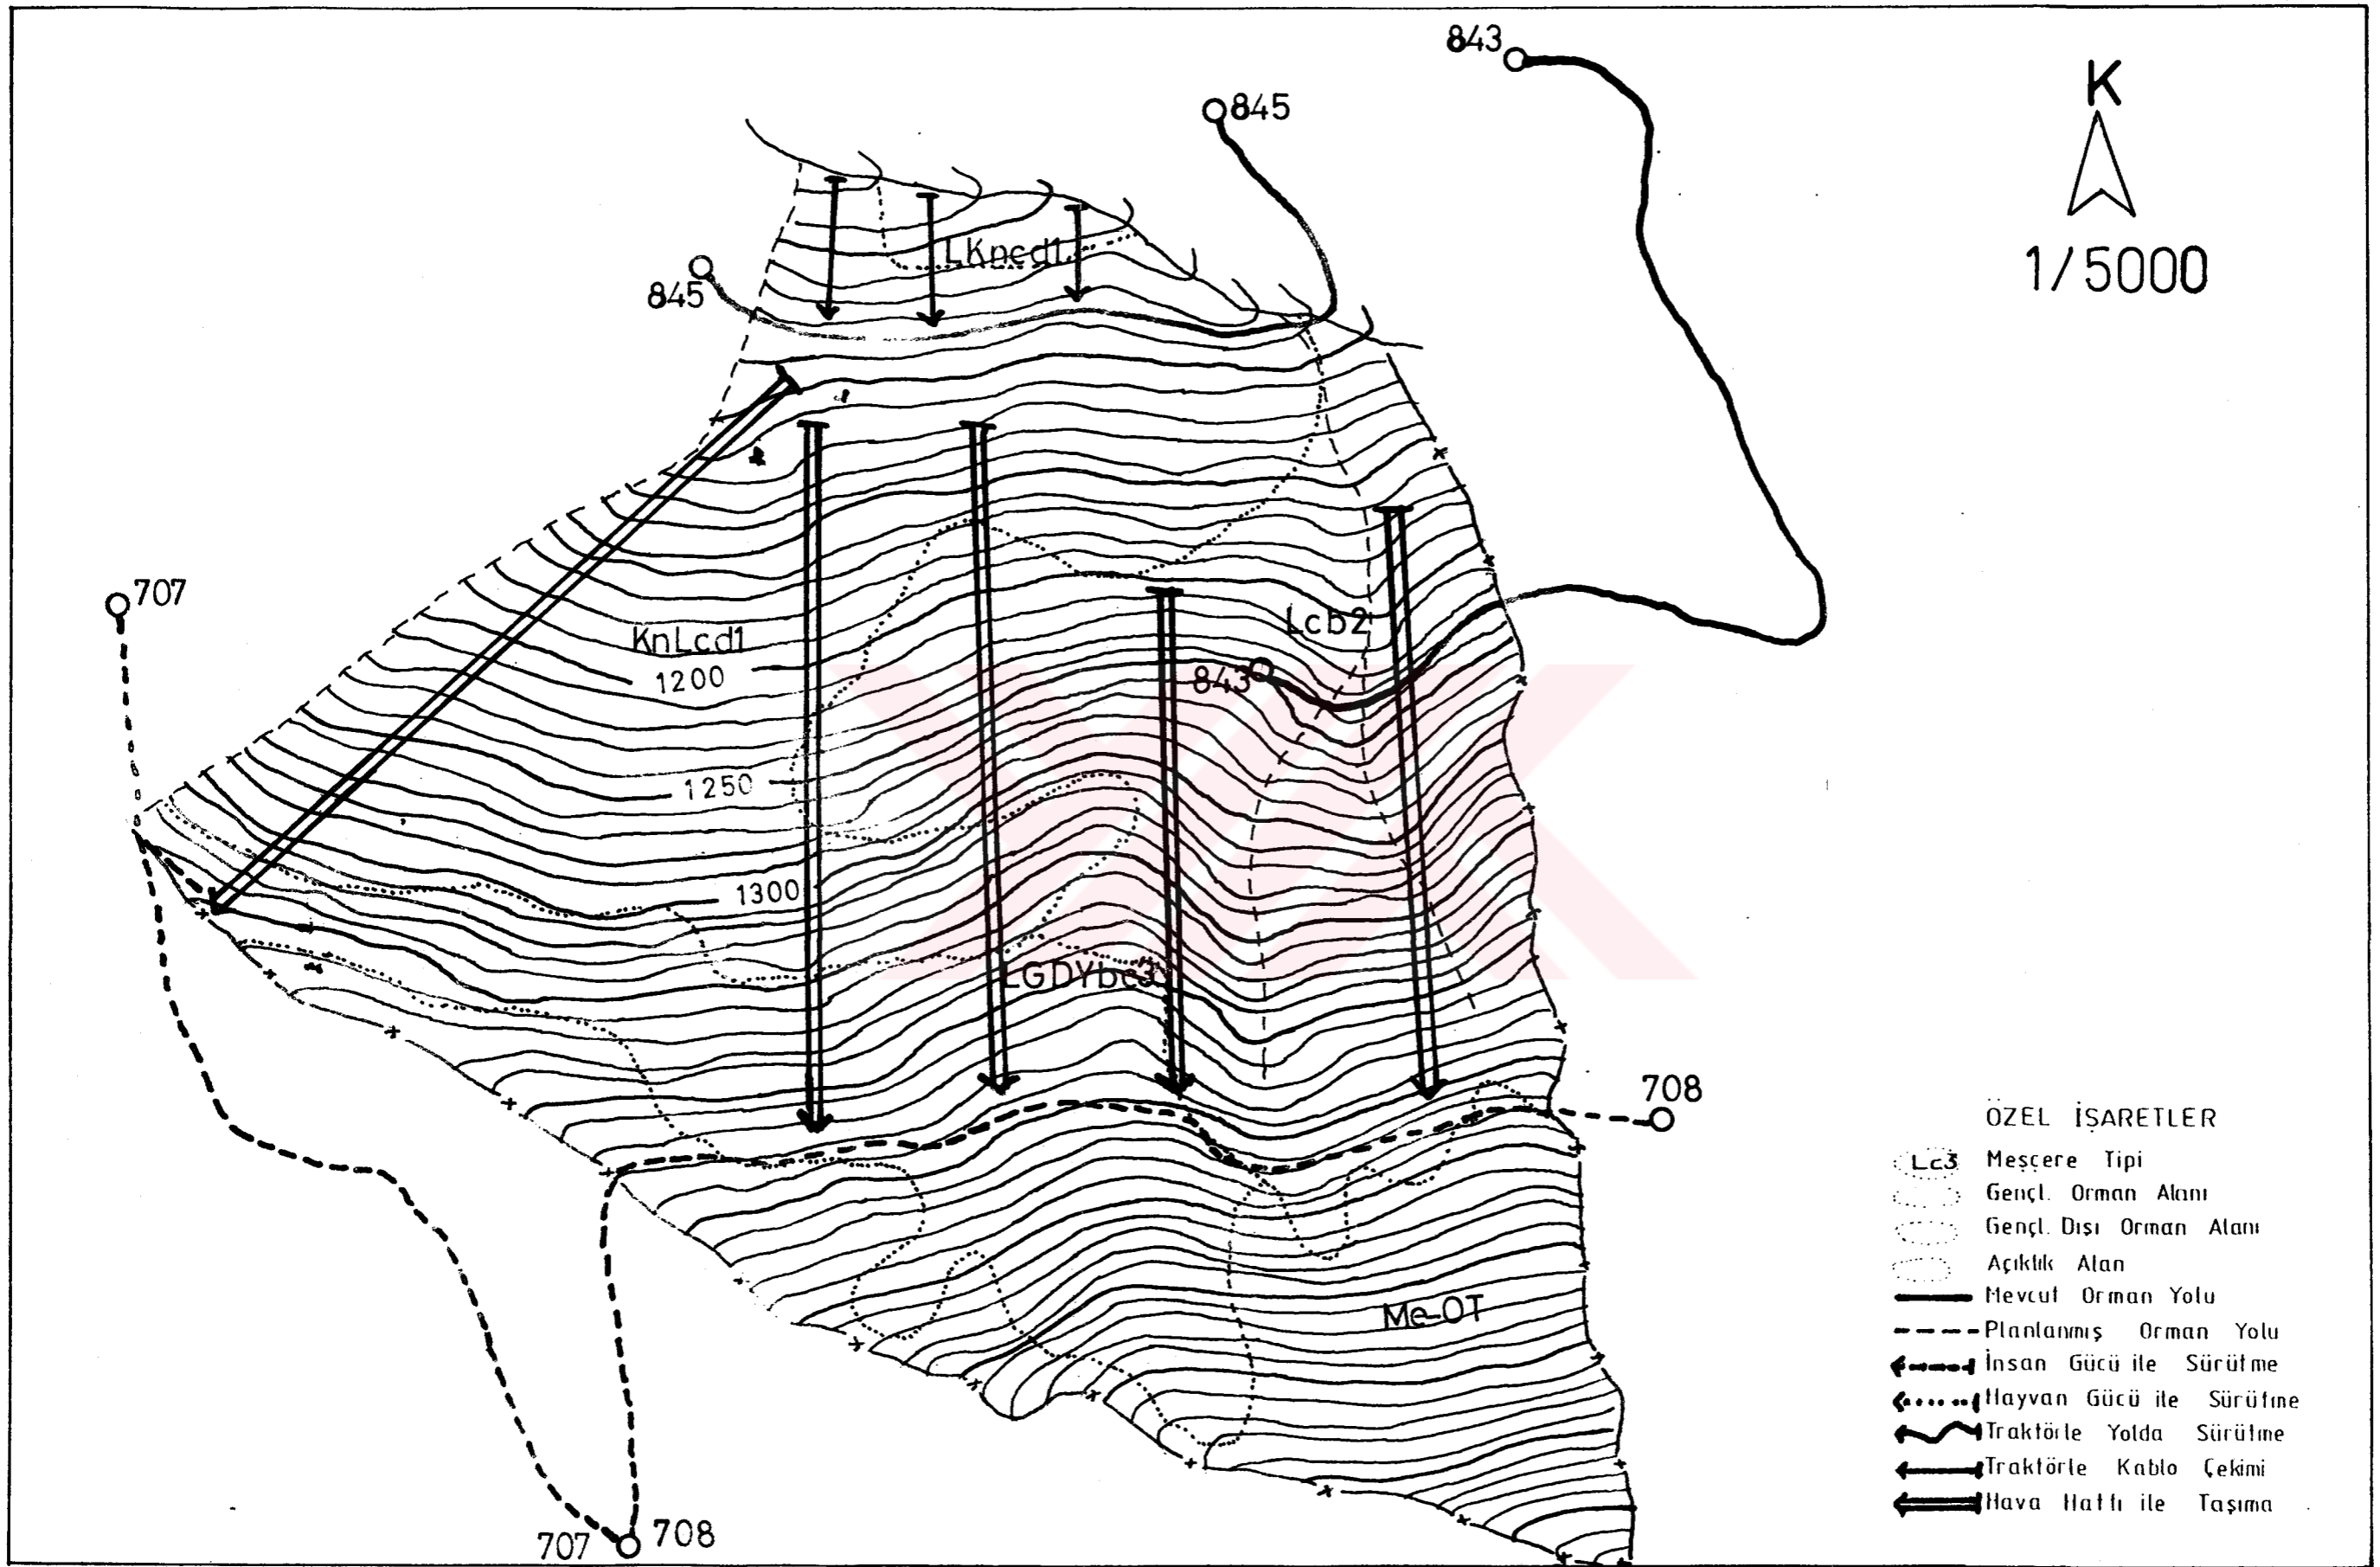 843
845
K
1/5000
LKncd1
845
707
KnLcd1
Lcb2
1200
843
1250
1300
LGDYbc3
708
Me-OT
707
708
ÖZEL İŞARETLER
Lc3 Meşcere Tipi
Gençl. Orman Alanı
Gençl. Dışı Orman Alanı
Açıklık Alan
Mevcut Orman Yolu
Planlanmış Orman Yolu
İnsan Gücü ile Sürütme
Hayvan Gücü ile Sürütme
Traktörle Yolda Sürütme
Traktörle Kablo Çekimi
Hava Hattı ile Taşıma